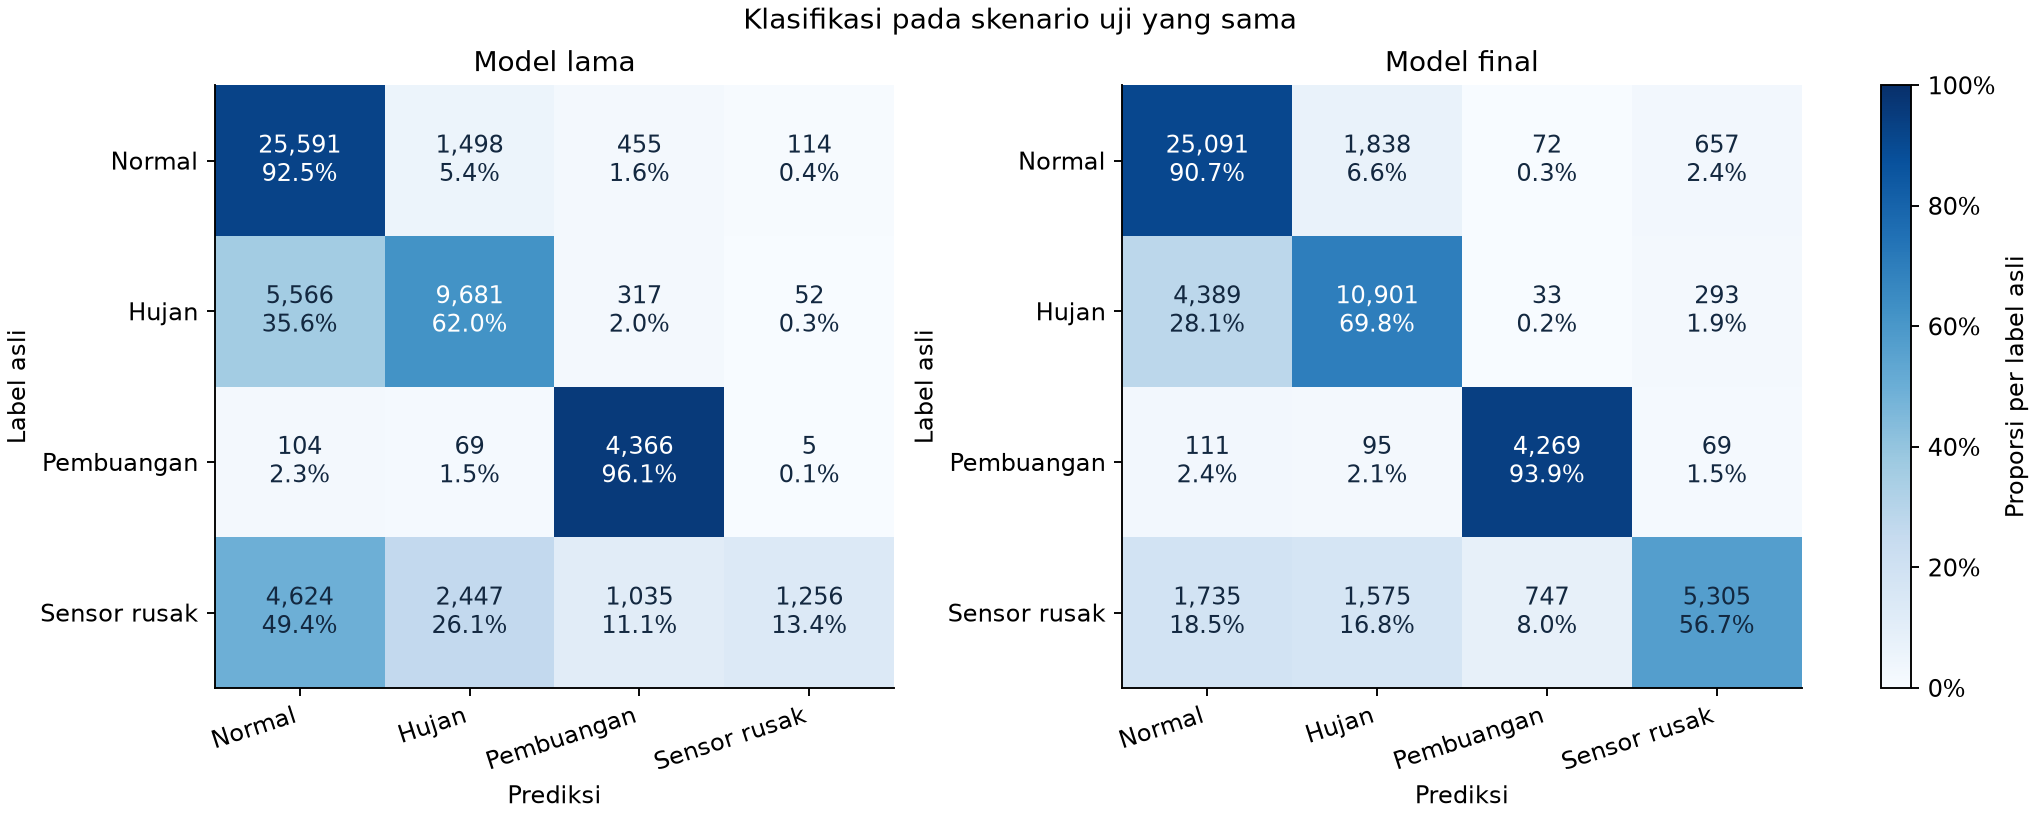 Klasifikasi pada skenario uji yang sama
Model lama
Label asli
Normal
25,591 1,498 455 114
92.5% 5.4% 1.6% 0.4%
Hujan
5,566 9,681 317 52
35.6% 62.0% 2.0% 0.3%
Pembuangan
104 69 4,366 5
2.3% 1.5% 96.1% 0.1%
Sensor rusak
4,624 2,447 1,035 1,256
49.4% 26.1% 11.1% 13.4%
Normal Hujan Pembuangan Sensor rusak
Prediksi
Model final
Label asli
Normal
25,091 1,838 72 657
90.7% 6.6% 0.3% 2.4%
Hujan
4,389 10,901 33 293
28.1% 69.8% 0.2% 1.9%
Pembuangan
111 95 4,269 69
2.4% 2.1% 93.9% 1.5%
Sensor rusak
1,735 1,575 747 5,305
18.5% 16.8% 8.0% 56.7%
Normal Hujan Pembuangan Sensor rusak
Prediksi
100%
80%
60%
40%
20%
0%
Proporsi per label asli